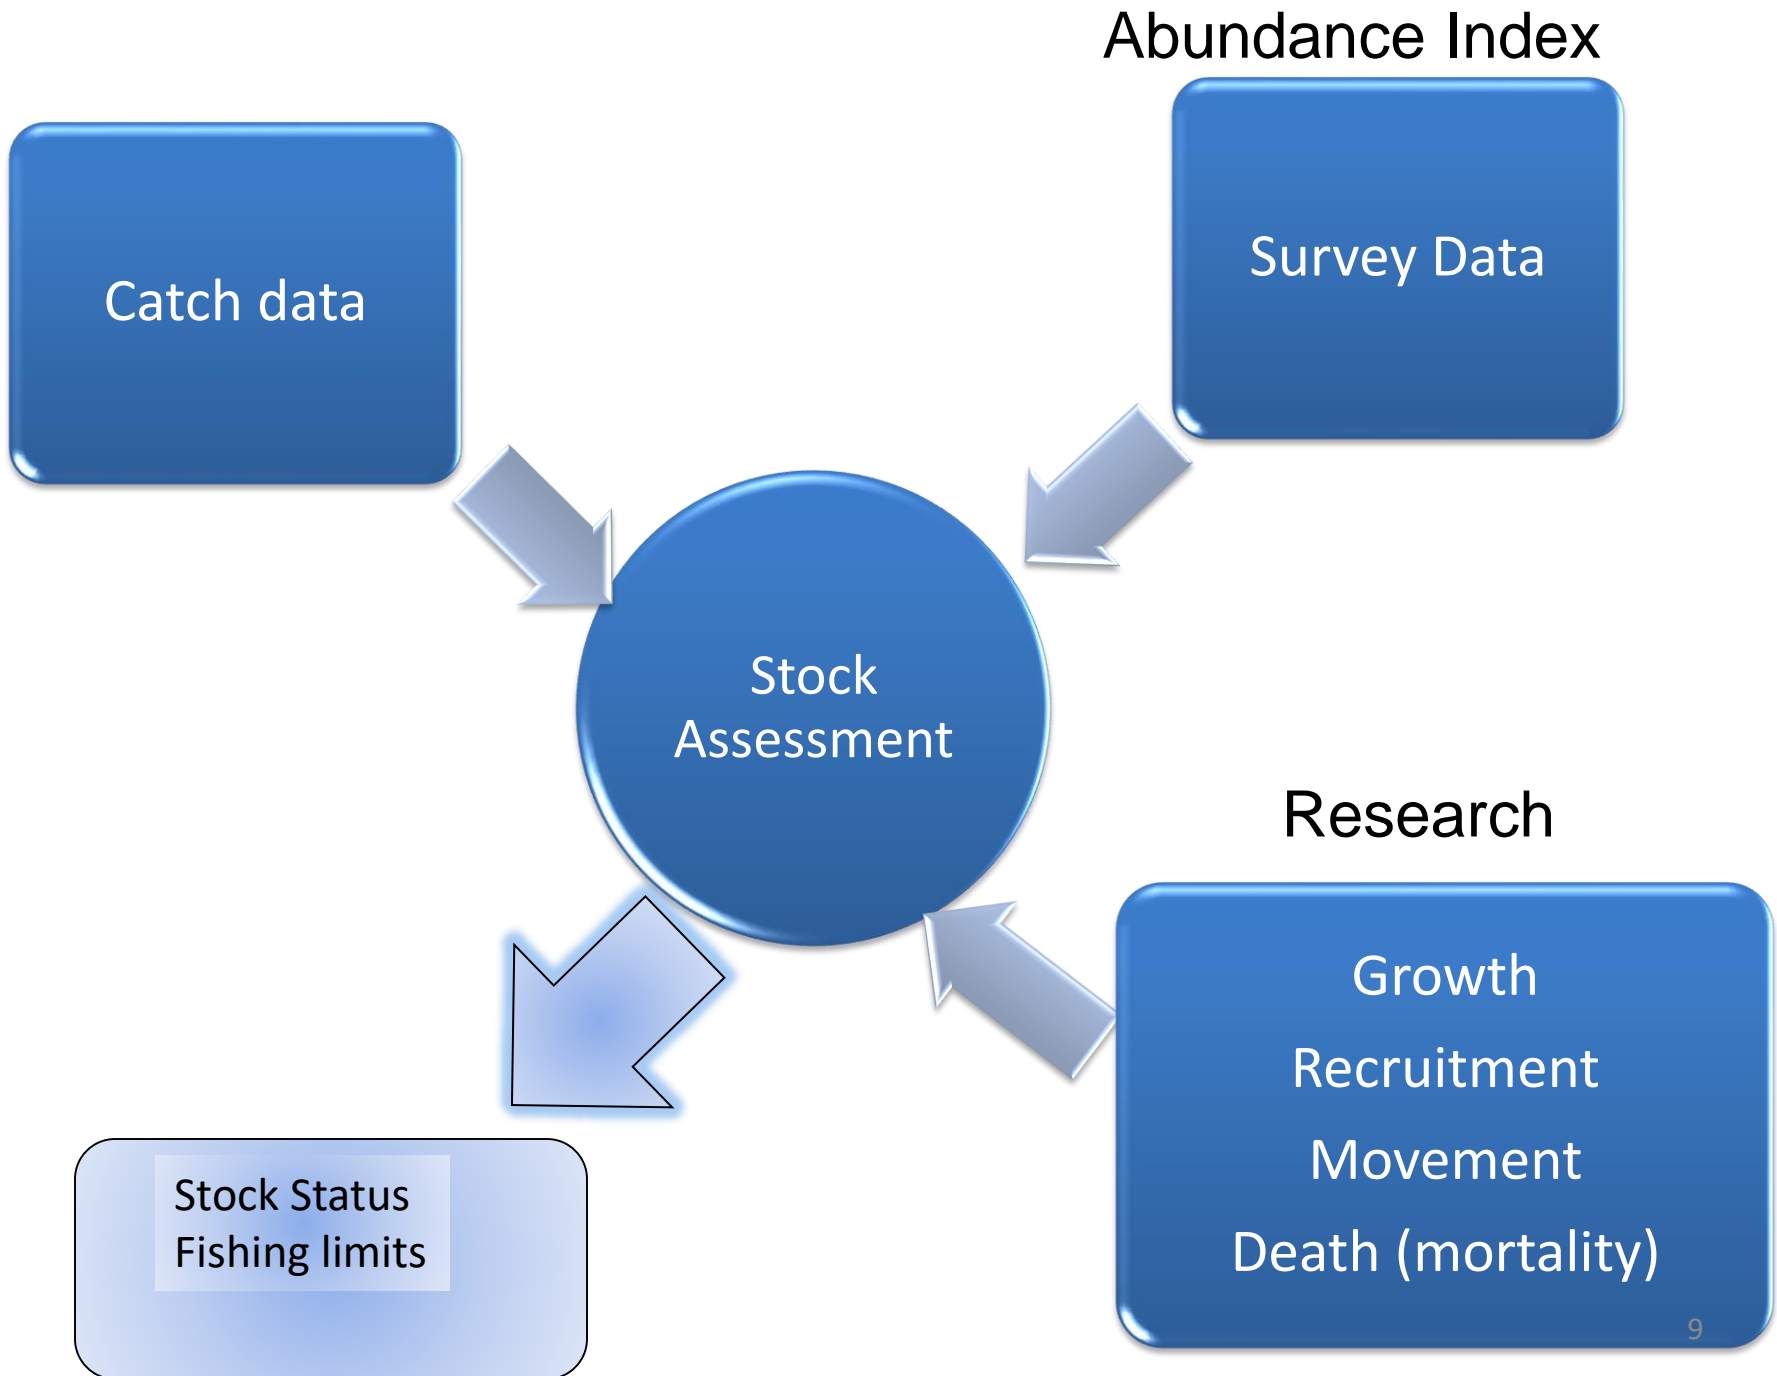 Abundance Index
Catch data
Survey Data
Stock
Assessment
Research
Growth
Recruitment
Movement
Death (mortality)
Stock Status
Fishing limits
9